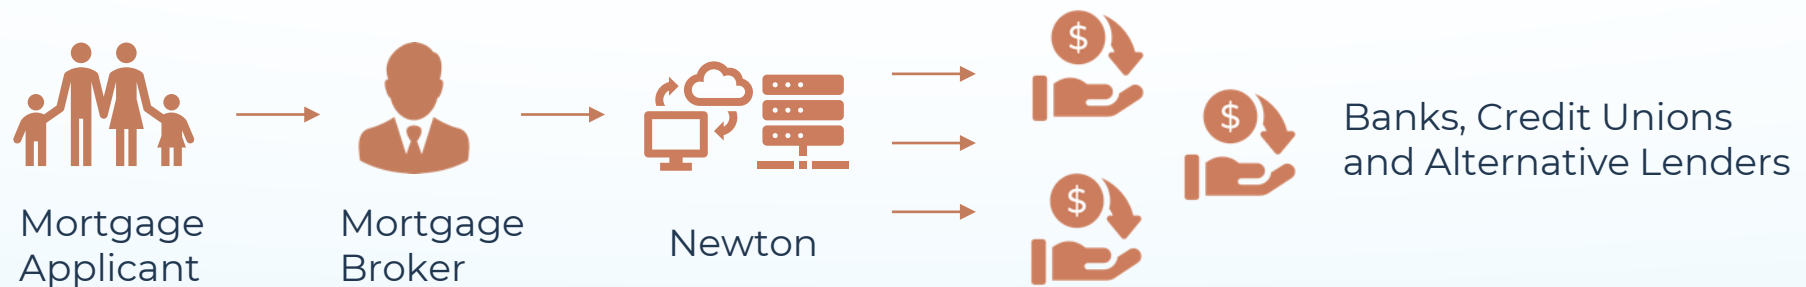 $
$
$
Banks, Credit Unions
and Alternative Lenders
Mortgage
Applicant
Mortgage
Broker
Newton